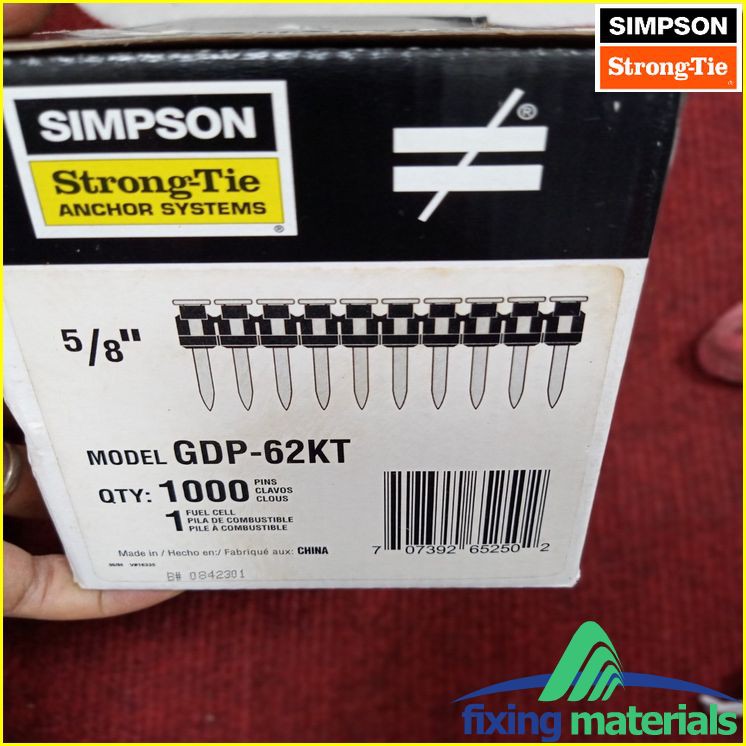 SIMPSON
Strong-Tie
SIMPSON
Strong-Tie
ANCHOR SYSTEMS
®
®
5/8"
MODEL GDP-62KT
QTY: 1000 PINS
CLAVOS
CLOUS
1 FUEL CELL
PILA DE COMBUSTIBLE
PILE À COMBUSTIBLE
Made in / Hecho en:/ Fabriqué aux: CHINA
B# 0842301
7 07392 65250 2
fixing materials